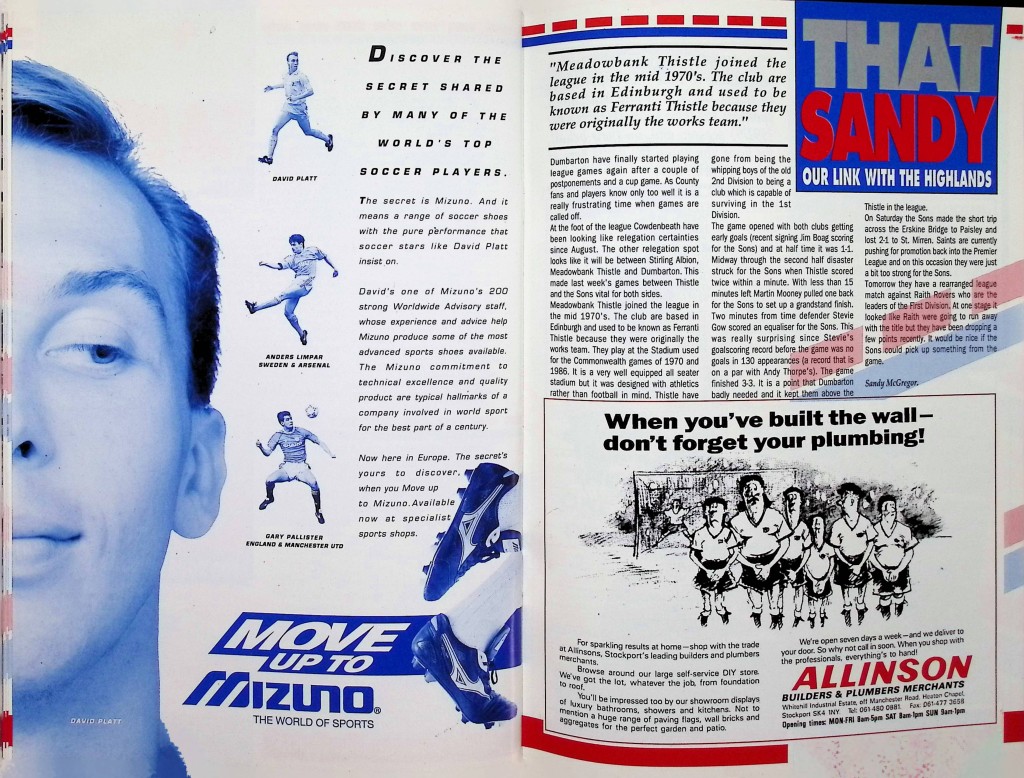 DISCOVER THE
SECRET SHARED
BY MANY OF THE
WORLD'S TOP
SOCCER PLAYERS.
The secret is Mizuno. And it
means a range of soccer shoes
with the pure performance that
soccer stars like David Platt
insist on.
David's one of Mizuno's 200
strong Worldwide Advisory staff,
whose experience and advice help
Mizuno produce some of the most
advanced sports shoes available.
The Mizuno commitment to
technical excellence and quality
product are typical hallmarks of a
company involved in world sport
for the best part of a century.
Now here in Europe. The secret's
yours to discover,
when you Move up
to Mizuno. Available
now at specialist
sports shops.
DAVID PLATT
ANDERS LIMPAR
SWEDEN & ARSENAL
GARY PALLISTER
ENGLAND & MANCHESTER UTD
MOVE
UP TO
MIZUNO®
THE WORLD OF SPORTS
DAVID PLATT
"Meadowbank Thistle joined the
league in the mid 1970's. The club are
based in Edinburgh and used to be
known as Ferranti Thistle because they
were originally the works team."
THAT
SANDY
OUR LINK WITH THE HIGHLANDS
Dumbarton have finally started playing
league games again after a couple of
postponements and a cup game. As County
fans and players know only too well it is a
really frustrating time when games are
called off.
At the foot of the league Cowdenbeath have
been looking like relegation certainties
since August. The other relegation spot
looks like it will be between Stirling Albion,
Meadowbank Thistle and Dumbarton. This
made last week's games between Thistle
and the Sons vital for both sides.
Meadowbank Thistle joined the league in
the mid 1970's. The club are based in
Edinburgh and used to be known as Ferranti
Thistle because they were originally the
works team. They play at the Stadium used
for the Commonwealth games of 1970 and
1986. It is a very well equipped all seater
stadium but it was designed with athletics
rather than football in mind. Thistle have
gone from being the
whipping boys of the old
2nd Division to being a
club which is capable of
surviving in the 1st
Division.
The game opened with both clubs getting
early goals (recent signing Jim Boag scoring
for the Sons) and at half time it was 1-1.
Midway through the second half disaster
struck for the Sons when Thistle scored
twice within a minute. With less than 15
minutes left Martin Mooney pulled one back
for the Sons to set up a grandstand finish.
Two minutes from time defender Stevie
Gow scored an equaliser for the Sons. This
was really surprising since Stevie's
goalscoring record before the game was no
goals in 130 appearances (a record that is
on a par with Andy Thorpe's). The game
finished 3-3. It is a point that Dumbarton
badly needed and it kept them above the
Thistle in the league.
On Saturday the Sons made the short trip
across the Erskine Bridge to Paisley and
lost 2-1 to St. Miren. Saints are currently
pushing for promotion back into the Premier
League and on this occasion they were just
a bit too strong for the Sons.
Tomorrow they have a rearranged league
match against Raith Rovers who are the
leaders of the First Division. At one stage it
looked like Raith were going to run away
with the title but they have been dropping a
few points recently. It would be nice if the
Sons could pick up something from the
game.
Sandy McGregor.
When you've built the wall–
don't forget your plumbing!
For sparkling results at home—shop with the trade
at Allinsons, Stockport's leading builders and plumbers
merchants.
Browse around our large self-service DIY store.
We've got the lot, whatever the job, from foundation
to roof.
You'll be impressed too by our showroom displays
of luxury bathrooms, showers and kitchens. Not to
mention a huge range of paving flags, wall bricks and
aggregates for the perfect garden and patio.
We're open seven days a week—and we deliver to
your door. So why not call in soon. When you shop with
the professionals, everything's to hand!
ALLINSON
BUILDERS & PLUMBERS MERCHANTS
Whitehill Industrial Estate, off Manchester Road, Heaton Chapel,
Stockport SK4 1NY. Tel: 061-480 0881. Fax: 061-477 3658
Opening times: MON-FRI 8am-5pm SAT 8am-1pm SUN 9am-1pm